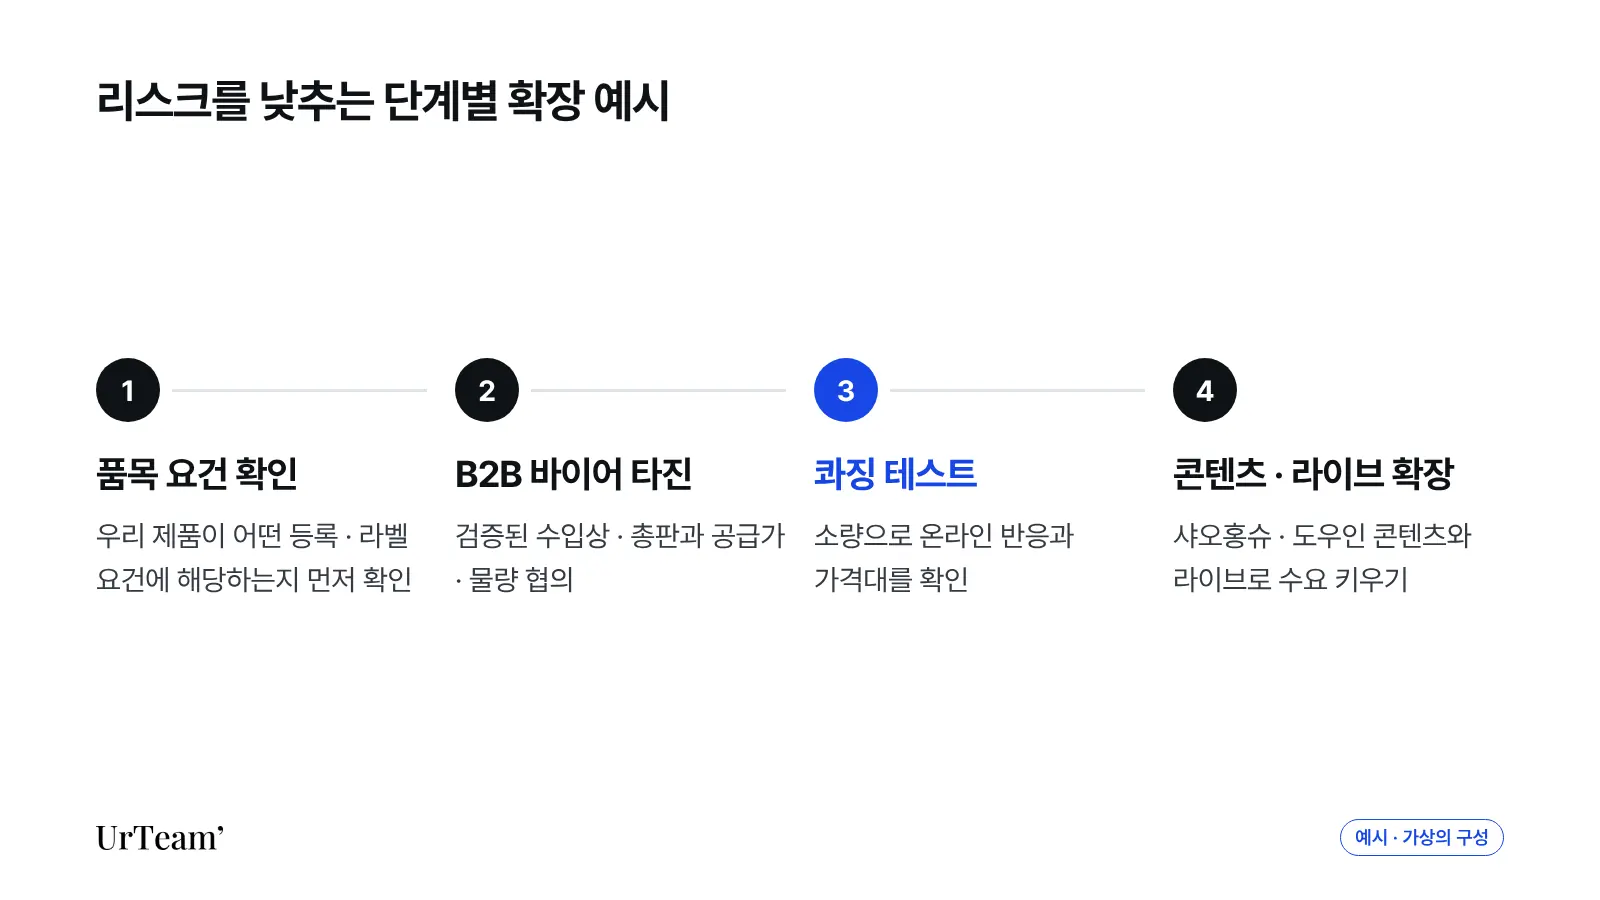 리스크를 낮추는 단계별 확장 예시
1
품목 요건 확인
우리 제품이 어떤 등록 · 라벨
요건에 해당하는지 먼저 확인
2
B2B 바이어 타진
검증된 수입상 · 총판과 공급가
· 물량 협의
3
콰징 테스트
소량으로 온라인 반응과
가격대를 확인
4
콘텐츠 · 라이브 확장
샤오홍슈 · 도우인 콘텐츠와
라이브로 수요 키우기
UrTeam’
예시 · 가상의 구성